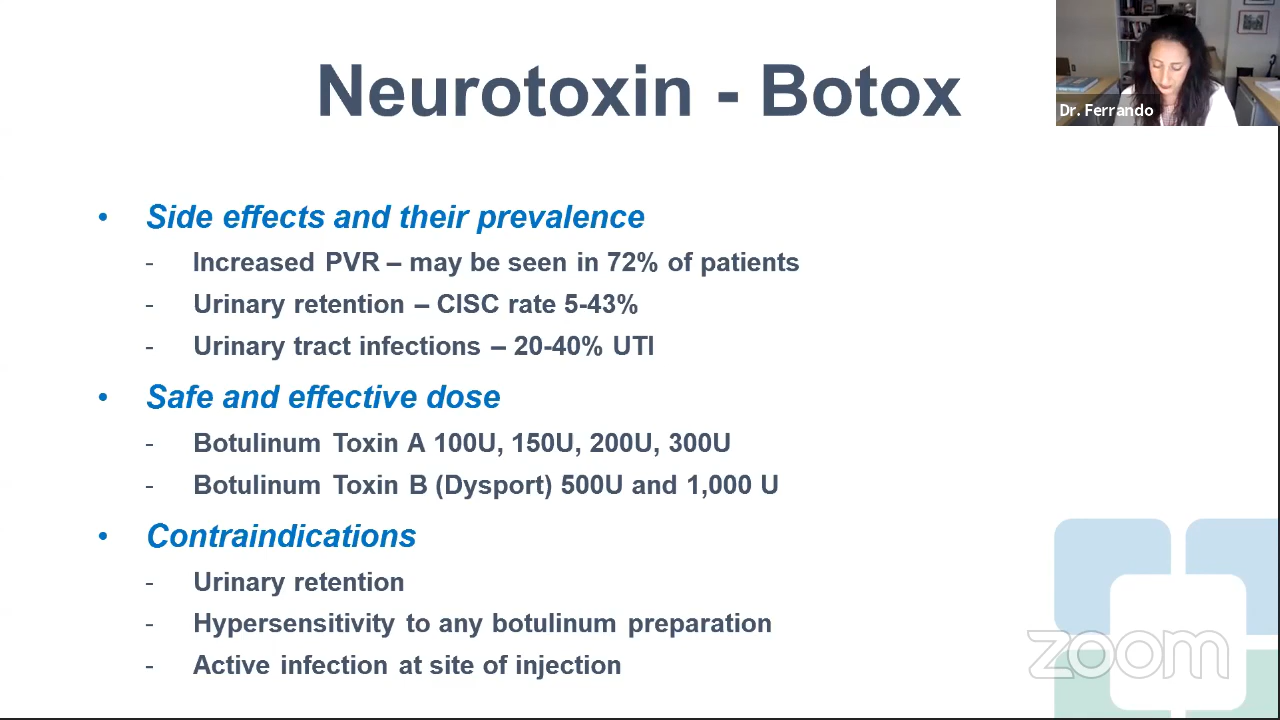 Neurotoxin - Botox
Dr. Ferrando
• Side effects and their prevalence
- Increased PVR – may be seen in 72% of patients
- Urinary retention – CISC rate 5-43%
- Urinary tract infections – 20-40% UTI
• Safe and effective dose
- Botulinum Toxin A 100U, 150U, 200U, 300U
- Botulinum Toxin B (Dysport) 500U and 1,000 U
• Contraindications
- Urinary retention
- Hypersensitivity to any botulinum preparation
- Active infection at site of injection
zoom